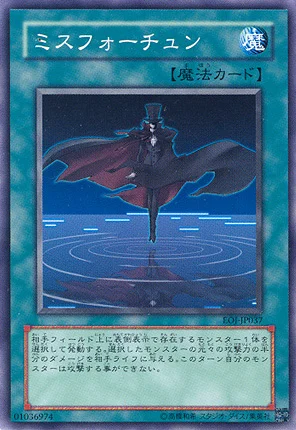 ミスフォーチュン
魔
【魔法カード】
EOJ-JP037
相手フィールド上に表側表示で存在するモンスター1体を
選択して発動する。選択したモンスターの元々の攻撃力の半
分のダメージを相手ライフに与える。このターン自分のモン
スターは攻撃する事ができない。
01036974
©高橋和希 スタジオ・ダイス/集英社